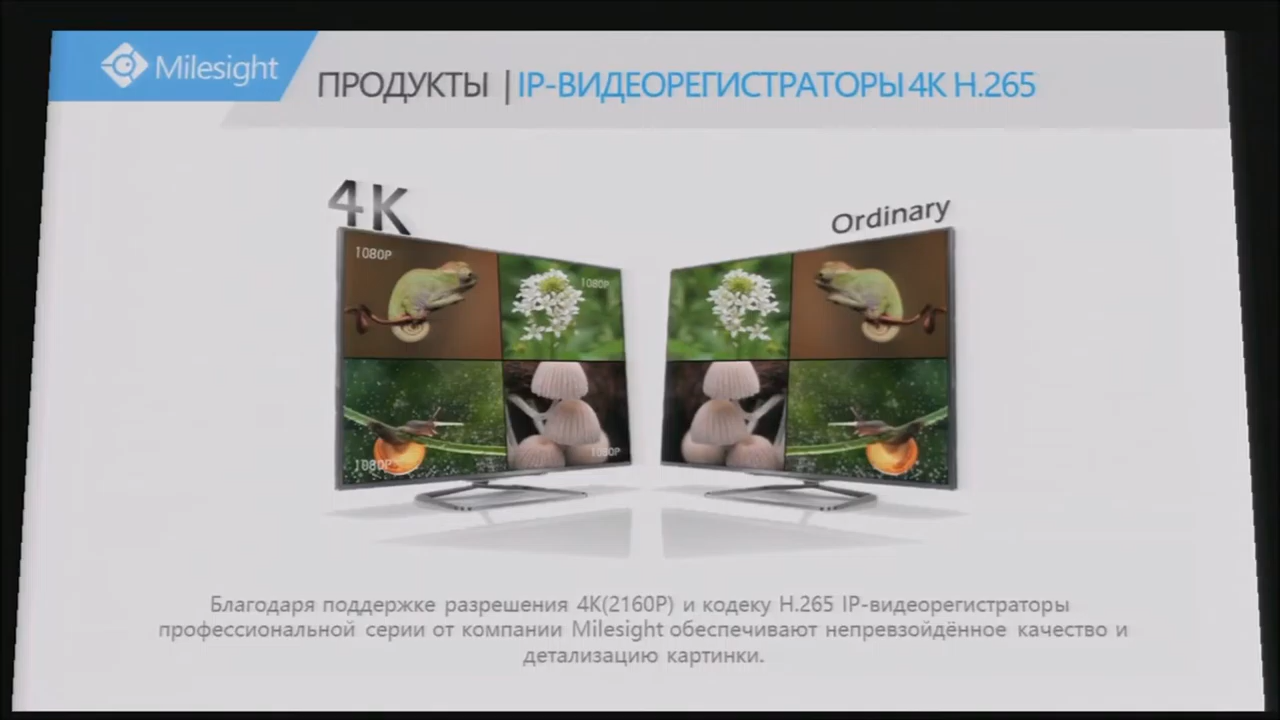 Milesight
ПРОДУКТЫ | IP-ВИДЕОРЕГИСТРАТОРЫ 4K H.265
4K
Ordinary
1080P
1080P
1080P
1080P
Благодаря поддержке разрешения 4K(2160P) и кодеку H.265 IP-видеорегистраторы
профессиональной серии от компании Milesight обеспечивают непревзойдённое качество и
детализацию картинки.